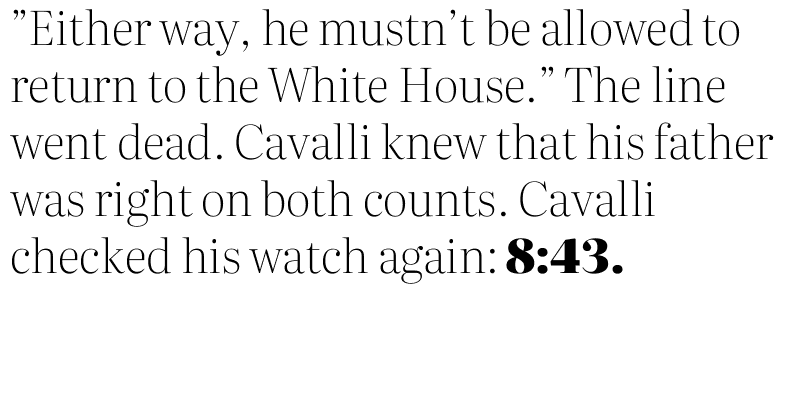 ”Either way, he mustn’t be allowed to
return to the White House.” The line
went dead. Cavalli knew that his father
was right on both counts. Cavalli
checked his watch again: 8:43.